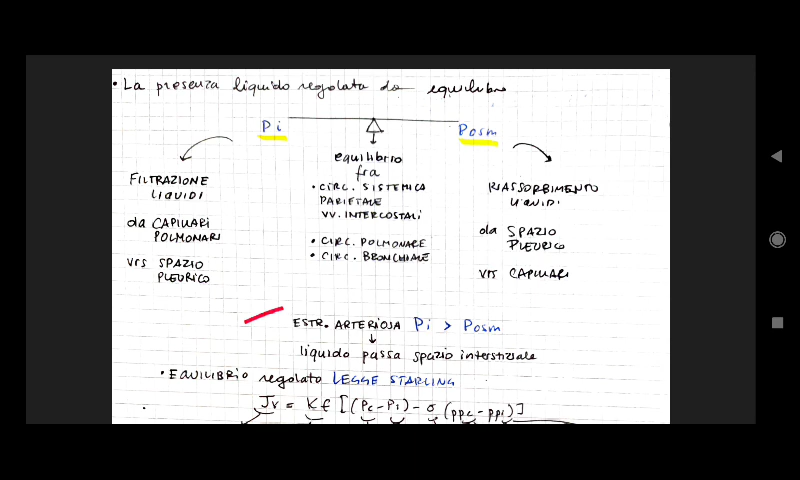 • La presenza liquido regolata da equilibrio
Pi
Posm
equilibrio
fra
• CIRC. SISTEMICA
PARIETALE
VV. INTERCOSTALI
• CIRC. POLMONARE
• CIRC. BRONCHIALE
FILTRAZIONE
LIQUIDI
da CAPILLARI
POLMONARI
vrs SPAZIO
PLEURICO
RIASSORBIMENTO
LIQUIDI
da SPAZIO
PLEURICO
vrs CAPILLARI
ESTR. ARTERIOSA Pi > Posm
liquido passa spazio interstiziale
• EQUILIBRIO regolato LEGGE STARLING
Jv = Kf [(Pc-Pi) - σ (ppc-ppi)]